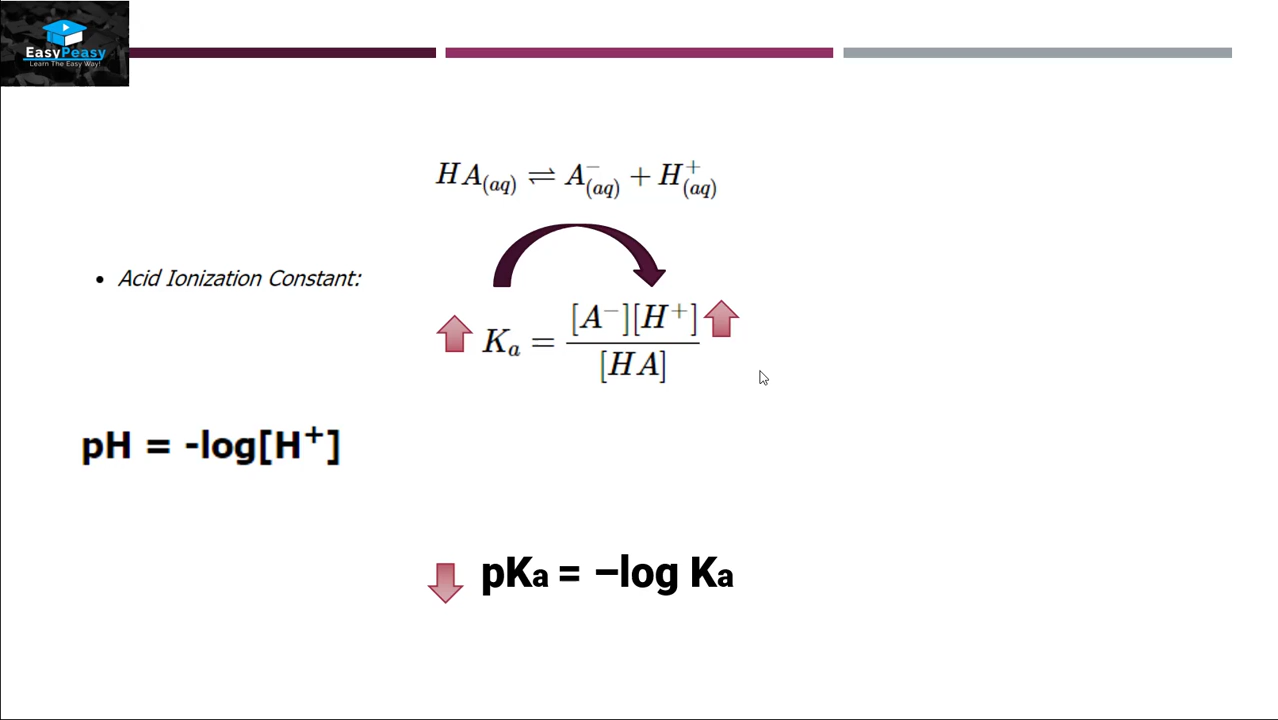 EasyPeasy
Learn The Easy Way!
HA(aq) ⇌ A⁻(aq) + H⁺(aq)
• Acid Ionization Constant:
Kₐ = [A⁻][H⁺] / [HA]
pH = -log[H⁺]
pKa = –log Ka